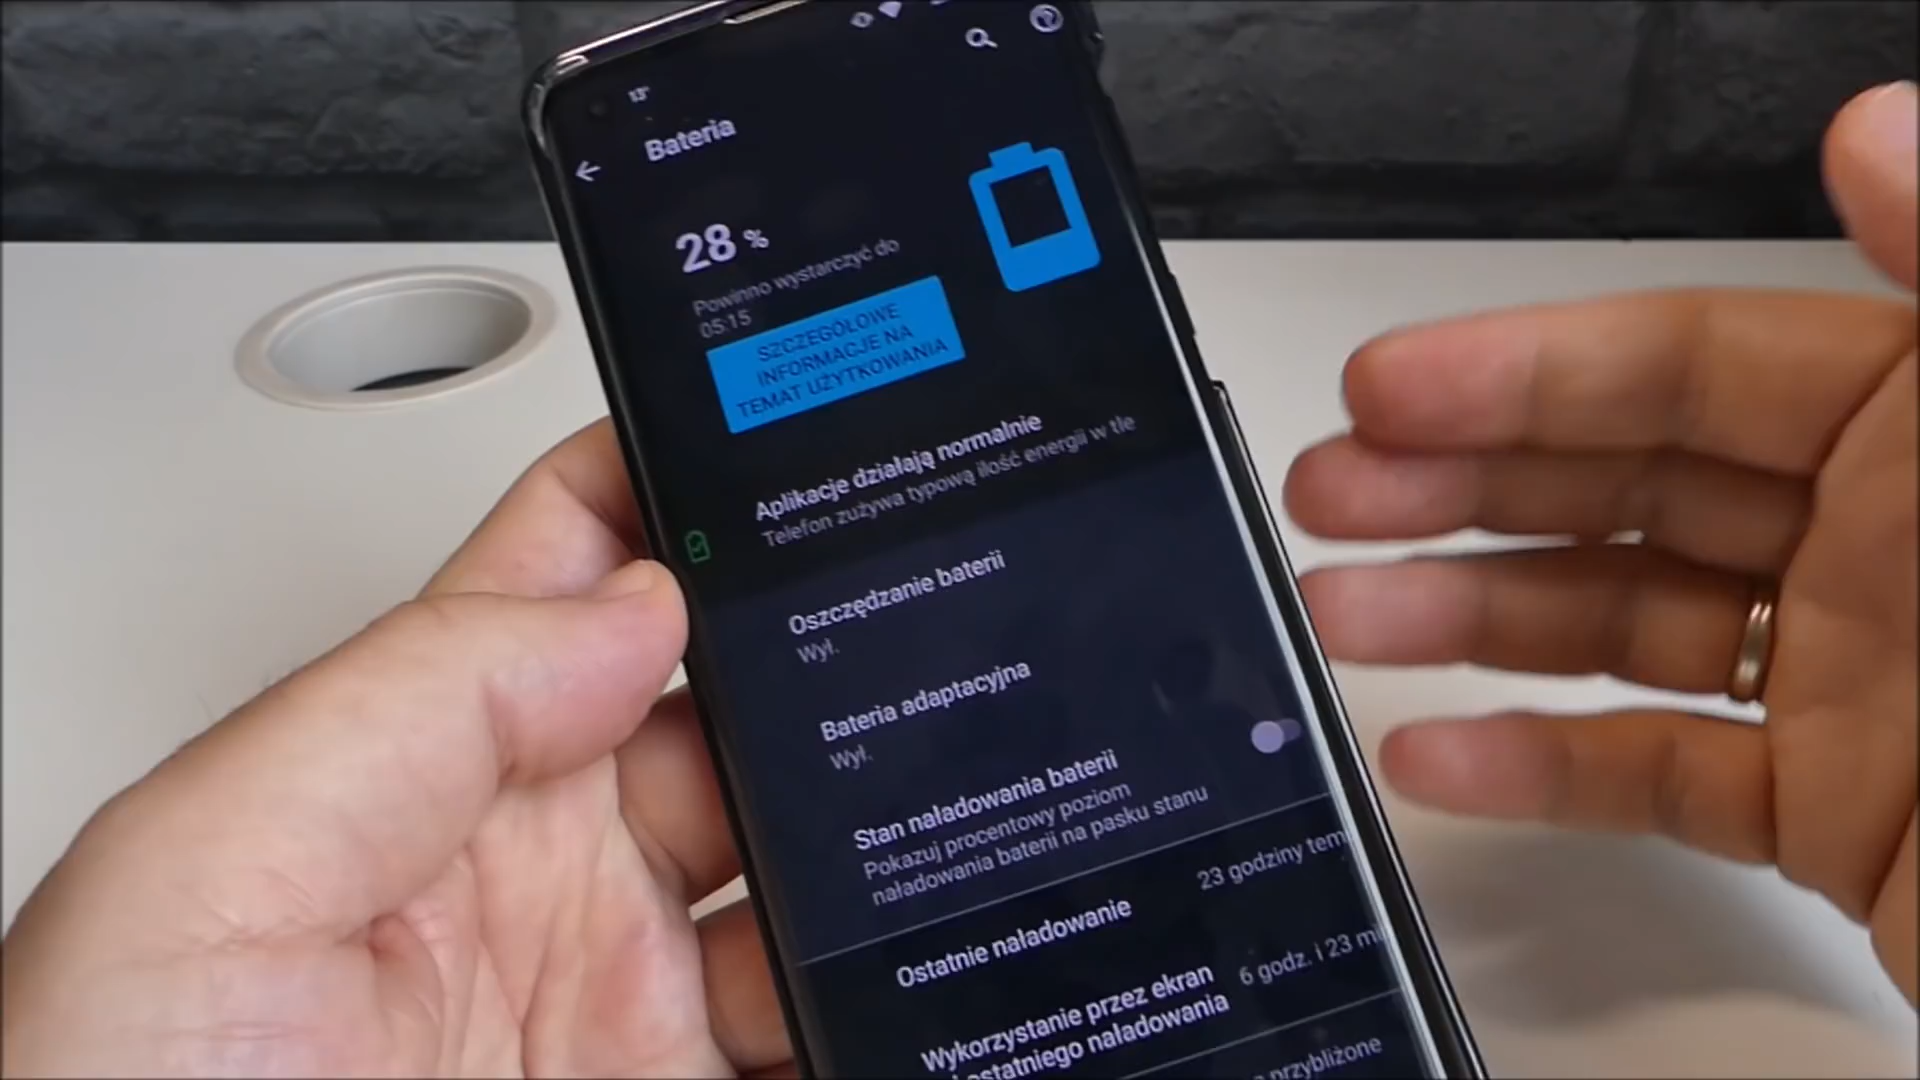 13°
Bateria
28 %
Powinno wystarczyć do
05:15
SZCZEGÓŁOWE
INFORMACJE NA
TEMAT UŻYTKOWANIA
Aplikacje działają normalnie
Telefon zużywa typową ilość energii w tle
Oszczędzanie baterii
Wył.
Bateria adaptacyjna
Wył.
Stan naładowania baterii
Pokazuj procentowy poziom
naładowania baterii na pasku stanu
Ostatnie naładowanie
23 godziny tem
Wykorzystanie przez ekran
ostatniego naładowania
6 godz. i 23 mi
przybliżone